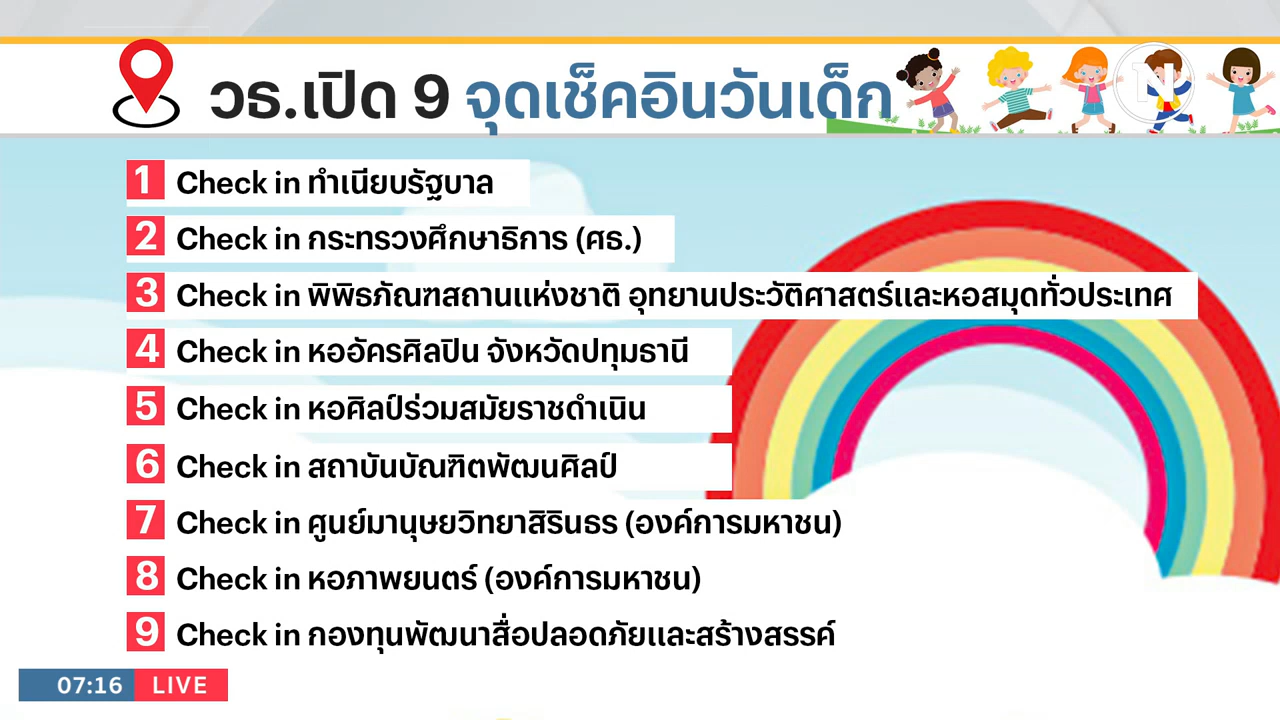 วธ.เปิด 9 จุดเช็คอินวันเด็ก
N
1 Check in ทำเนียบรัฐบาล
2 Check in กระทรวงศึกษาธิการ (ศธ.)
3 Check in พิพิธภัณฑสถานแห่งชาติ อุทยานประวัติศาสตร์และหอสมุดทั่วประเทศ
4 Check in หออัครศิลปิน จังหวัดปทุมธานี
5 Check in หอศิลป์ร่วมสมัยราชดำเนิน
6 Check in สถาบันบัณฑิตพัฒนศิลป์
7 Check in ศูนย์มานุษยวิทยาสิรินธร (องค์การมหาชน)
8 Check in หอภาพยนตร์ (องค์การมหาชน)
9 Check in กองทุนพัฒนาสื่อปลอดภัยและสร้างสรรค์
07:16 LIVE